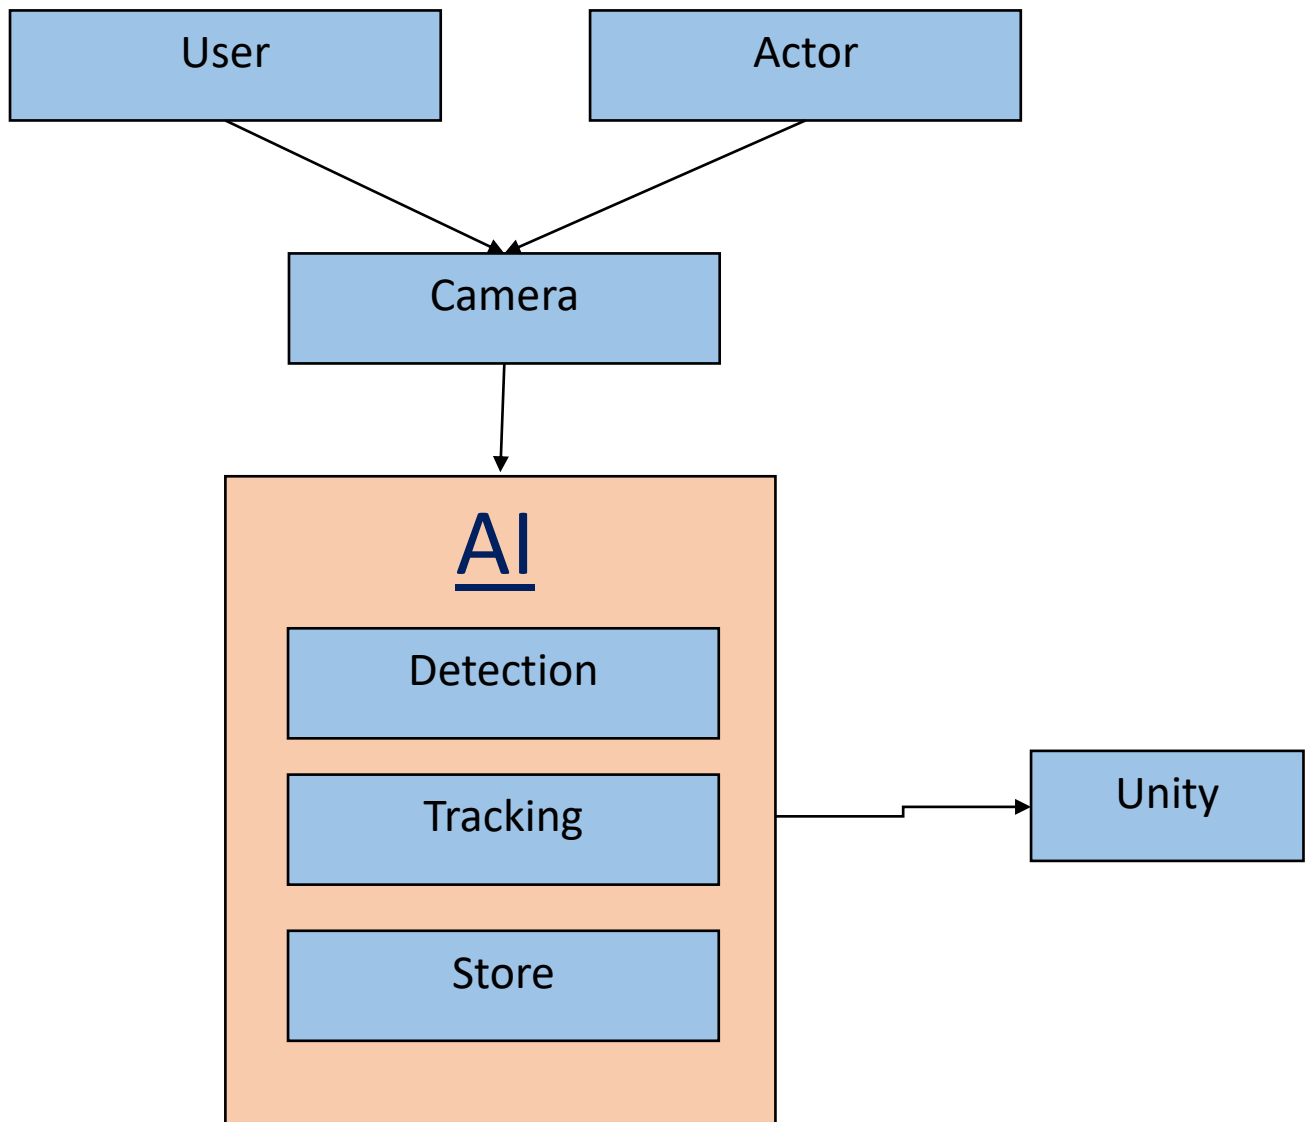 User
Actor
Camera
AI
Detection
Tracking
Unity
Store